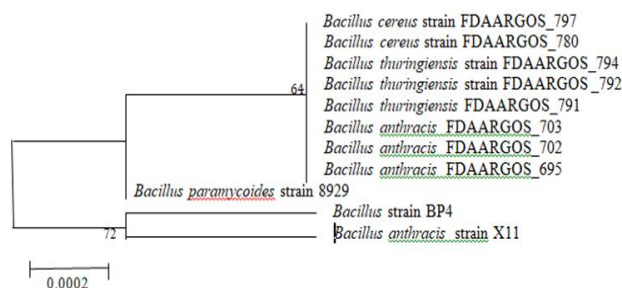 Bacillus cereus strain FDAARGOS_797
Bacillus cereus strain FDAARGOS_780
Bacillus thuringiensis strain FDAARGOS_794
Bacillus thuringiensis strain FDAARGOS_792
64
Bacillus thuringiensis FDAARGOS_791
Bacillus anthracis FDAARGOS_703
Bacillus anthracis FDAARGOS_702
Bacillus anthracis FDAARGOS_695
Bacillus paramycoides strain 8929
Bacillus strain BP4
72
Bacillus anthracis strain X11
0.0002